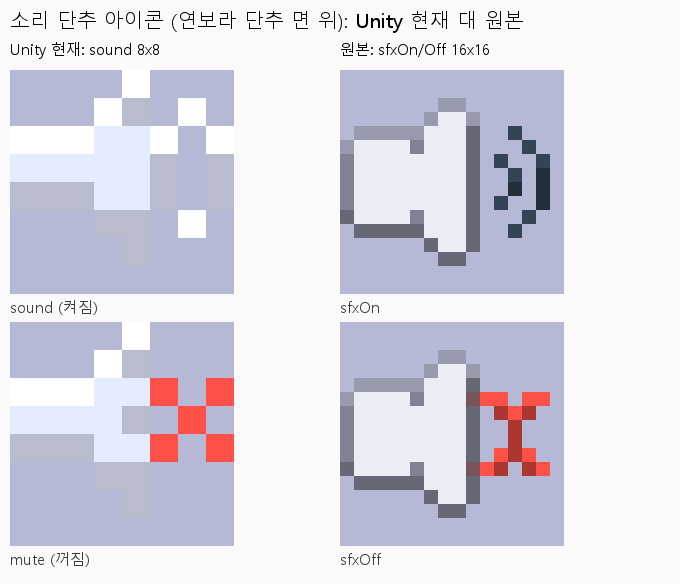 소리 단추 아이콘 (연보라 단추 면 위): Unity 현재 대 원본
Unity 현재: sound 8x8
원본: sfxOn/Off 16x16
sound (켜짐)
sfxOn
mute (꺼짐)
sfxOff